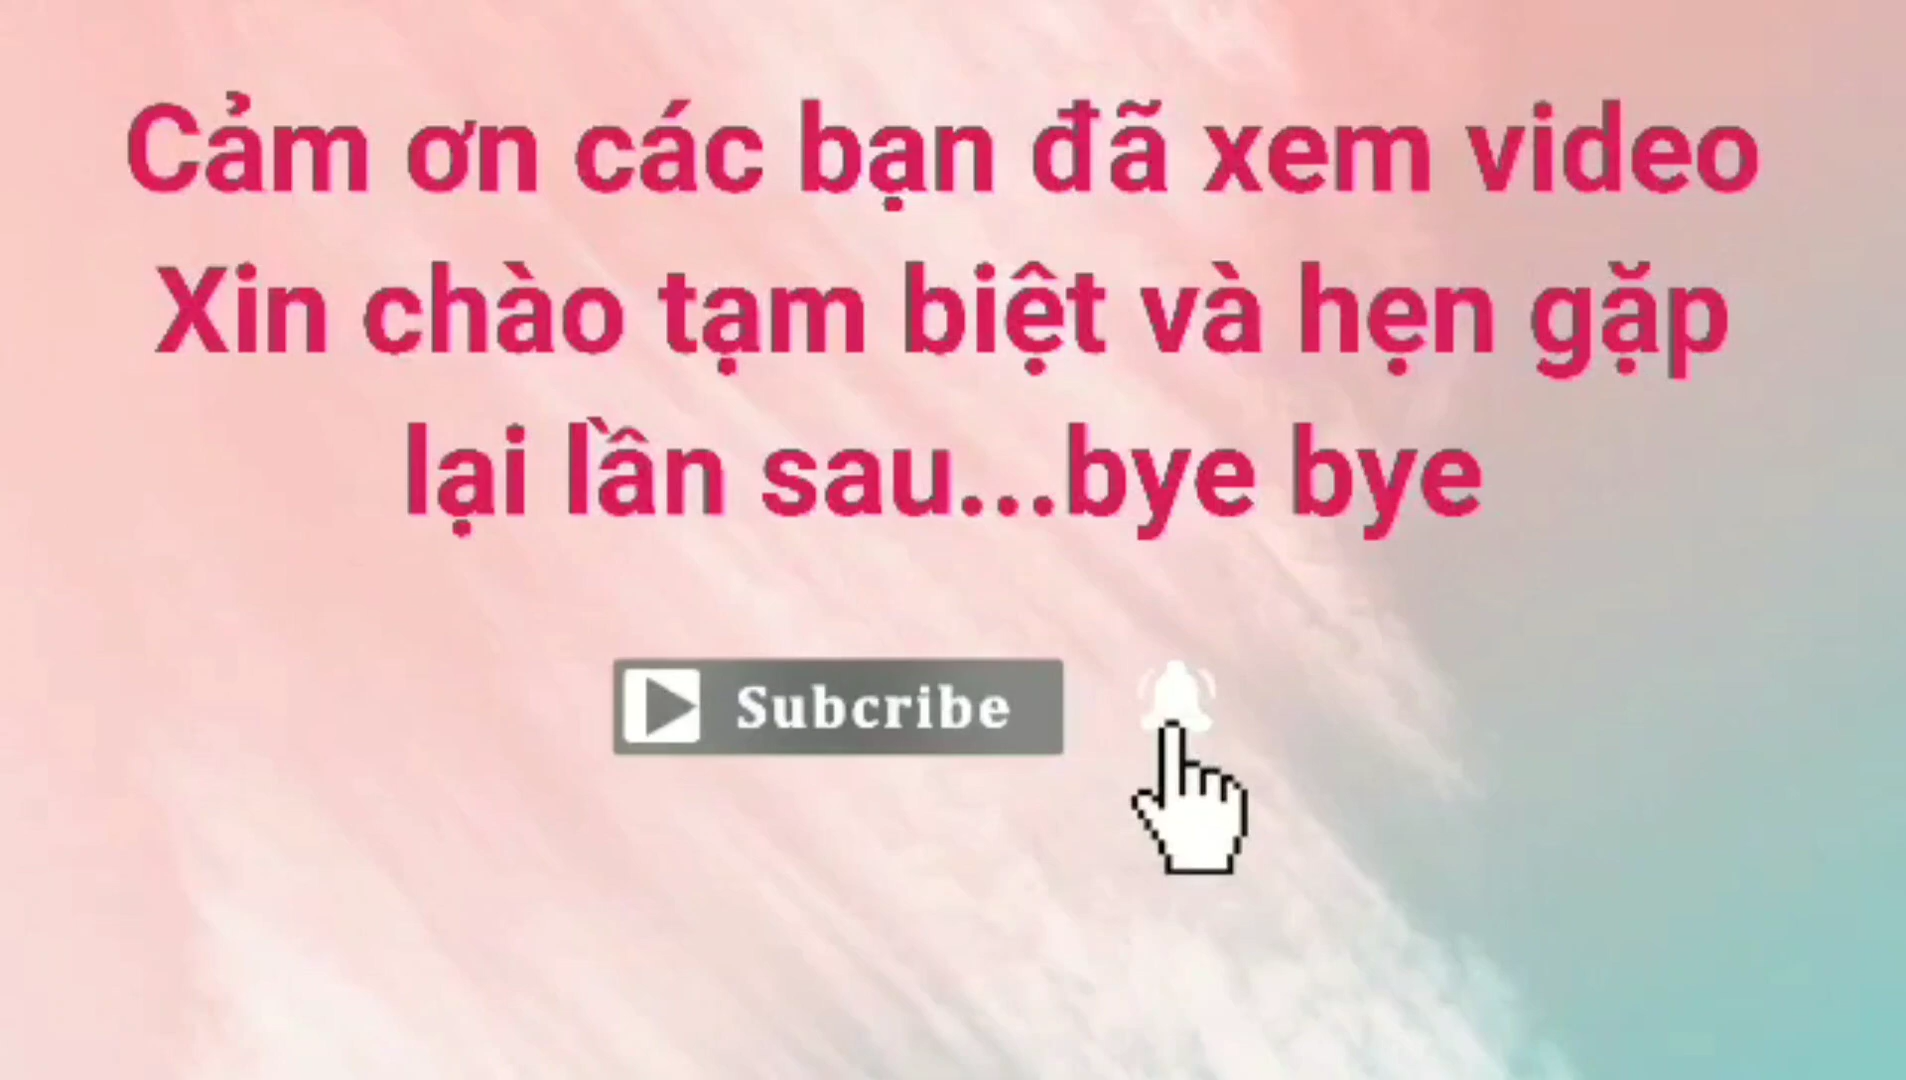 Cảm ơn các bạn đã xem video
Xin chào tạm biệt và hẹn gặp
lại lần sau...bye bye
Subcribe